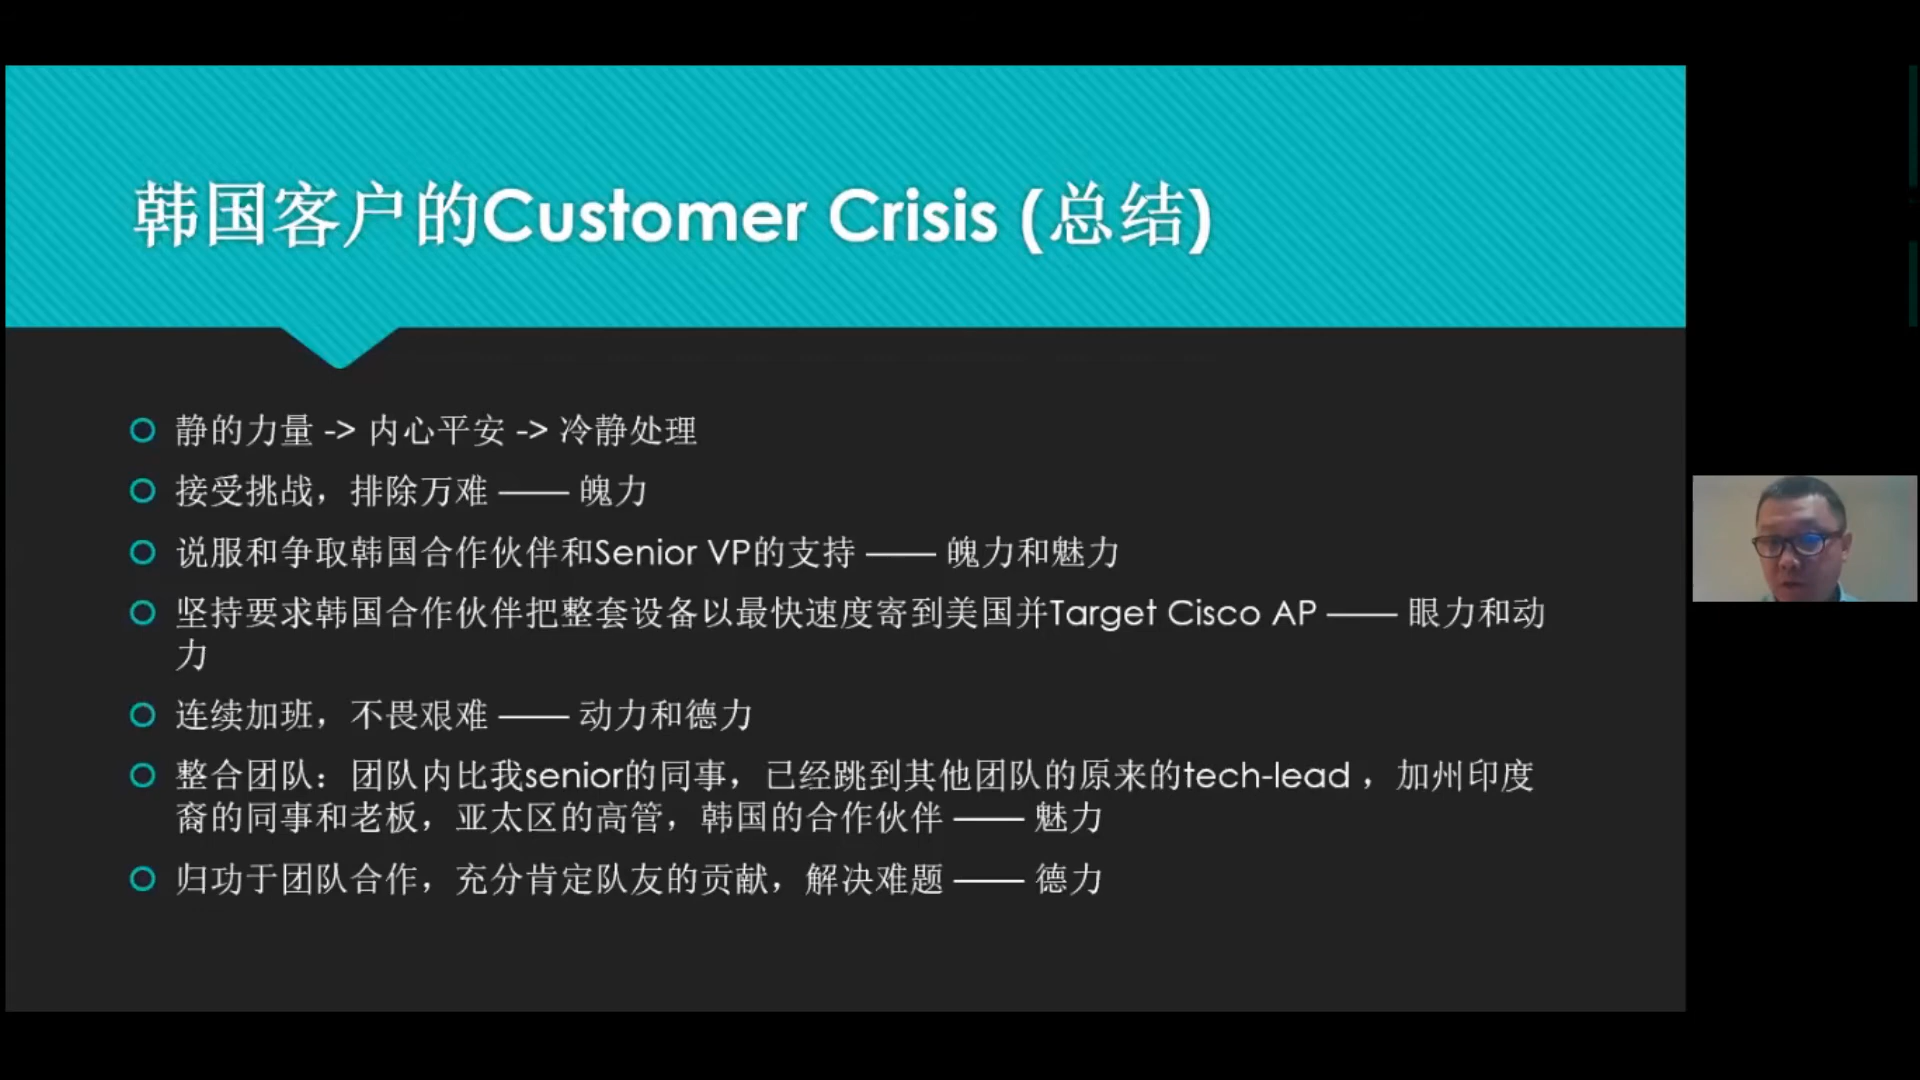 韩国客户的Customer Crisis (总结)
静的力量 -> 内心平安 -> 冷静处理
接受挑战，排除万难 —— 魄力
说服和争取韩国合作伙伴和Senior VP的支持 —— 魄力和魅力
坚持要求韩国合作伙伴把整套设备以最快速度寄到美国并Target Cisco AP —— 眼力和动
力
连续加班，不畏艰难 —— 动力和德力
整合团队：团队内比我senior的同事，已经跳到其他团队的原来的tech-lead ，加州印度
裔的同事和老板，亚太区的高管，韩国的合作伙伴 —— 魅力
归功于团队合作，充分肯定队友的贡献，解决难题 —— 德力